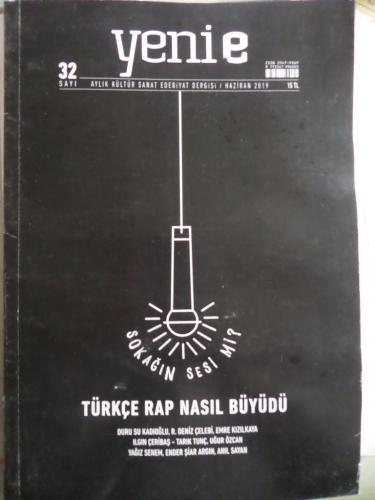 yeni e
32
SAYI
AYLIK KÜLTÜR SANAT EDEBİYAT DERGİSİ / HAZİRAN 2019
15 TL
SOKAĞIN SESİ Mİ?
TÜRKÇE RAP NASIL BÜYÜDÜ
DURU SU KADIOĞLU, R. DENİZ ÇELEBİ, EMRE KIZILKAYA
ILGIN ÇERİBAŞ – TARIK TUNÇ, UĞUR ÖZCAN
YAĞIZ SENEM, ENDER ŞİAR ARGIN, ANIL SAYAN